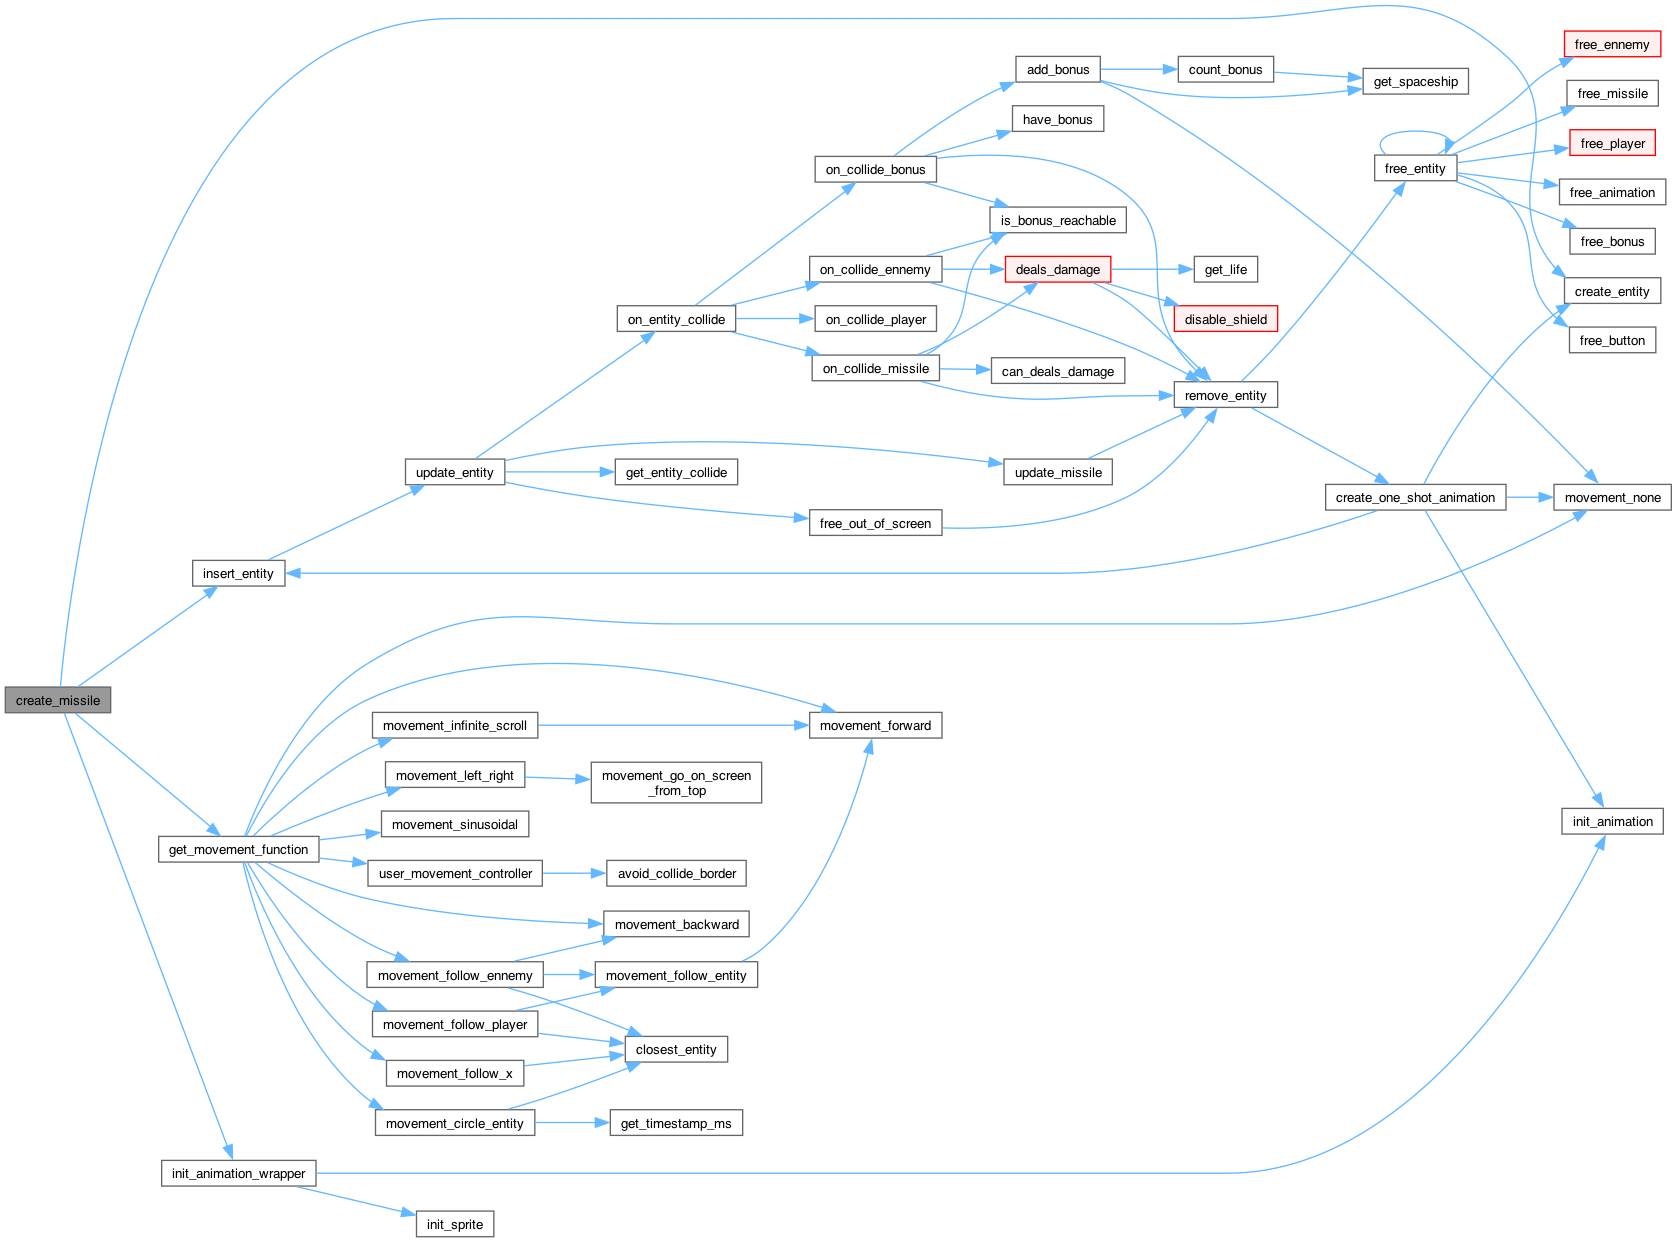 free_ennemy
add_bonus
count_bonus
get_spaceship
free_missile
have_bonus
free_player
on_collide_bonus
free_entity
free_animation
is_bonus_reachable
free_bonus
on_collide_ennemy
deals_damage
get_life
create_entity
on_entity_collide
on_collide_player
disable_shield
free_button
on_collide_missile
can_deals_damage
remove_entity
update_entity
get_entity_collide
update_missile
create_one_shot_animation
movement_none
free_out_of_screen
insert_entity
create_missile
movement_infinite_scroll
movement_forward
movement_left_right
movement_go_on_screen
_from_top
movement_sinusoidal
init_animation
get_movement_function
user_movement_controller
avoid_collide_border
movement_backward
movement_follow_ennemy
movement_follow_entity
movement_follow_player
closest_entity
movement_follow_x
movement_circle_entity
get_timestamp_ms
init_animation_wrapper
init_sprite